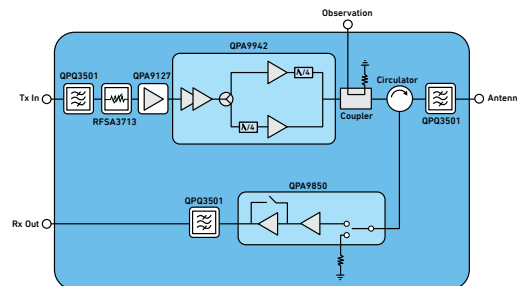 Observation
QPA9942
QPQ3501
QPA9127
λ/4
Circulator
Tx In
Antenn
RFSA3713
λ/4
Coupler
QPQ3501
QPA9850
QPQ3501
Rx Out